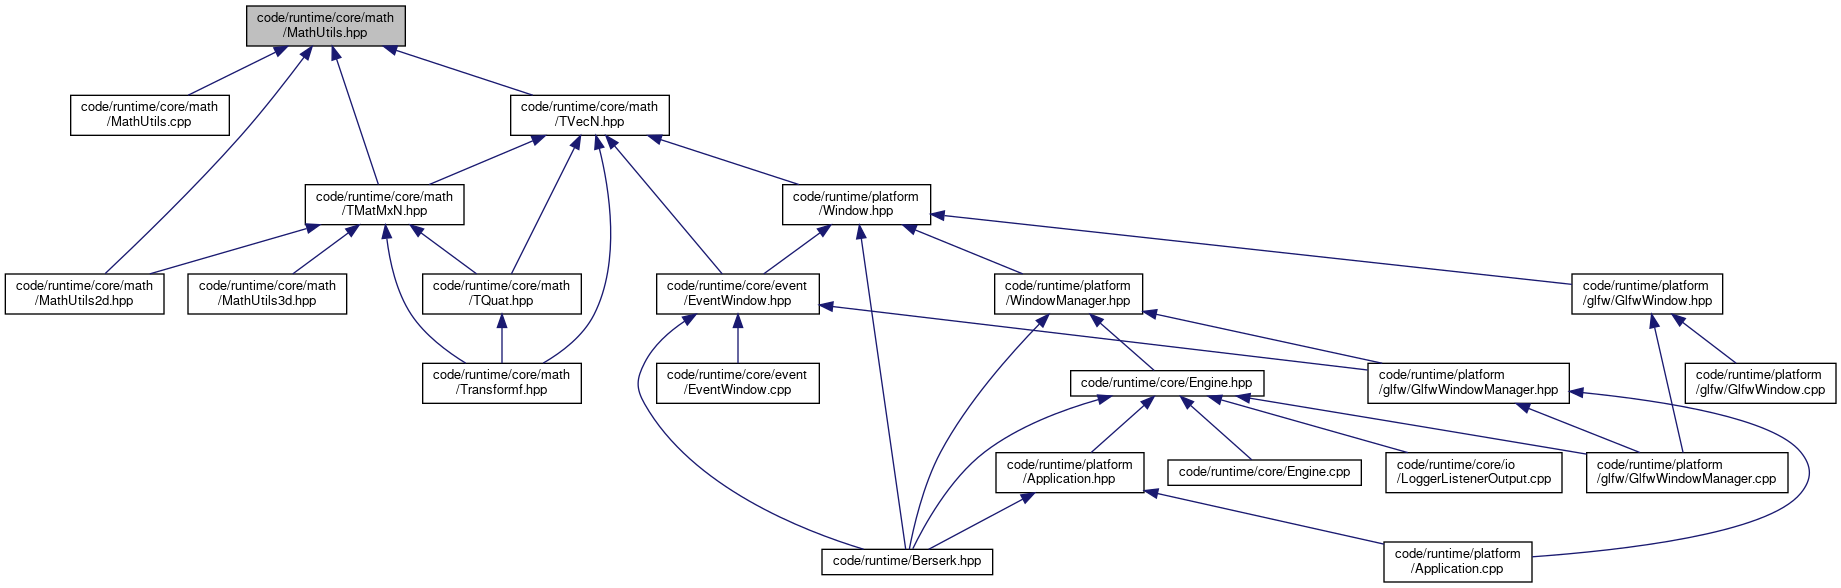 code/runtime/core/math
/MathUtils.hpp
code/runtime/core/math
/MathUtils.cpp
code/runtime/core/math
/TVecN.hpp
code/runtime/core/math
/TMatMxN.hpp
code/runtime/platform
/Window.hpp
code/runtime/core/math
/MathUtils2d.hpp
code/runtime/core/math
/MathUtils3d.hpp
code/runtime/core/math
/TQuat.hpp
code/runtime/core/event
/EventWindow.hpp
code/runtime/platform
/WindowManager.hpp
code/runtime/platform
/glfw/GlfwWindow.hpp
code/runtime/core/math
/Transformf.hpp
code/runtime/core/event
/EventWindow.cpp
code/runtime/core/Engine.hpp
code/runtime/platform
/glfw/GlfwWindowManager.hpp
code/runtime/platform
/glfw/GlfwWindow.cpp
code/runtime/platform
/Application.hpp
code/runtime/core/Engine.cpp
code/runtime/core/io
/LoggerListenerOutput.cpp
code/runtime/platform
/glfw/GlfwWindowManager.cpp
code/runtime/Berserk.hpp
code/runtime/platform
/Application.cpp